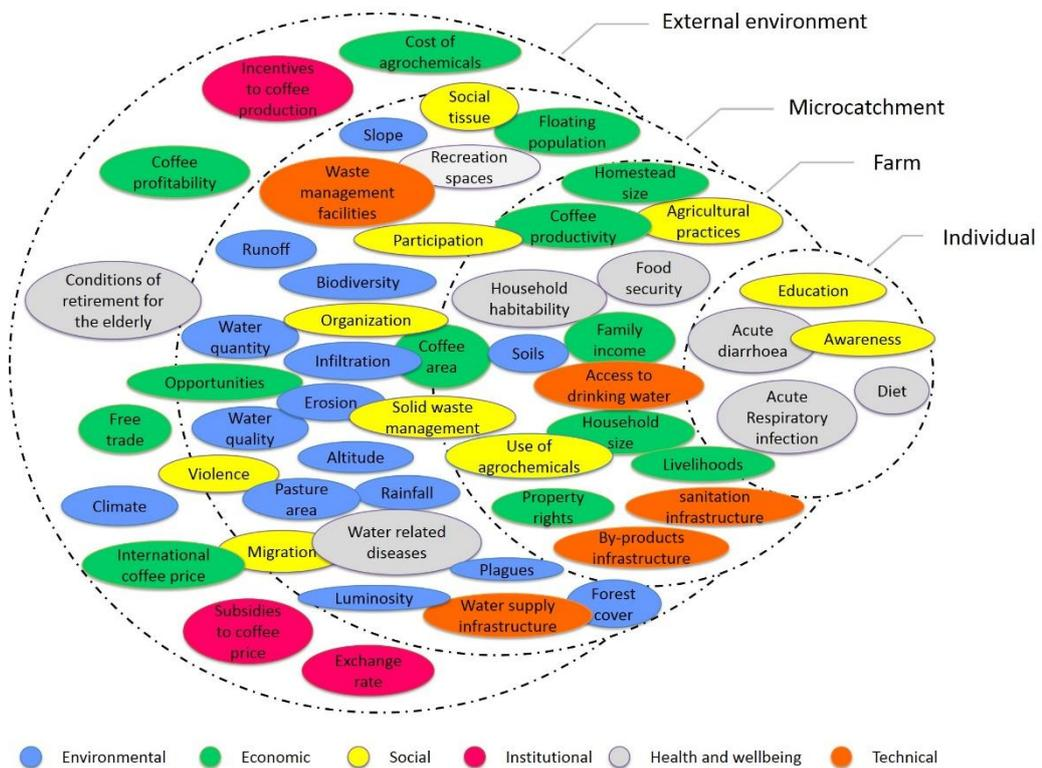 External environment
Cost of
agrochemicals
Incentives
to coffee
production
Microcatchment
Social
tissue
Floating
population
Slope
Recreation
spaces
Coffee
profitability
Farm
Waste
management
facilities
Homestead
size
Agricultural
practices
Coffee
productivity
Participation
Individual
Runoff
Biodiversity
Food
security
Household
habitability
Conditions of
retirement for
the elderly
Education
Organization
Water
quantity
Coffee
area
Family
income
Acute
diarrhoea
Awareness
Infiltration
Soils
Opportunities
Access to
drinking water
Diet
Erosion
Acute
Respiratory
infection
Solid waste
management
Free
trade
Water
quality
Household
size
Use of
agrochemicals
Altitude
Livelihoods
Violence
Pasture
area
Rainfall
Climate
Property
rights
sanitation
infrastructure
Water related
diseases
By-products
infrastructure
Migration
International
coffee price
Plagues
Luminosity
Forest
cover
Water supply
infrastructure
Subsidies
to coffee
price
Exchange
rate
Environmental
Economic
Social
Institutional
Health and wellbeing
Technical